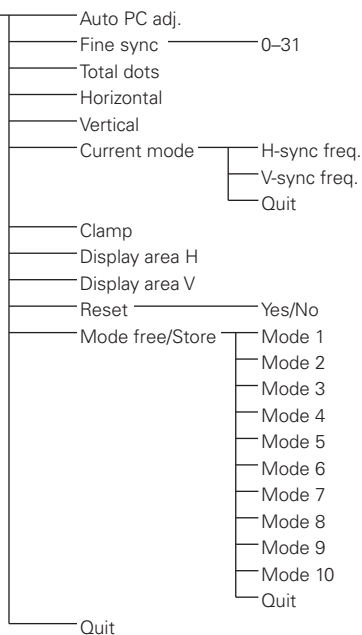 Auto PC adj.
Fine sync 0–31
Total dots
Horizontal
Vertical
Current mode H-sync freq.
V-sync freq.
Quit
Clamp
Display area H
Display area V
Reset Yes/No
Mode free/Store Mode 1
Mode 2
Mode 3
Mode 4
Mode 5
Mode 6
Mode 7
Mode 8
Mode 9
Mode 10
Quit
Quit